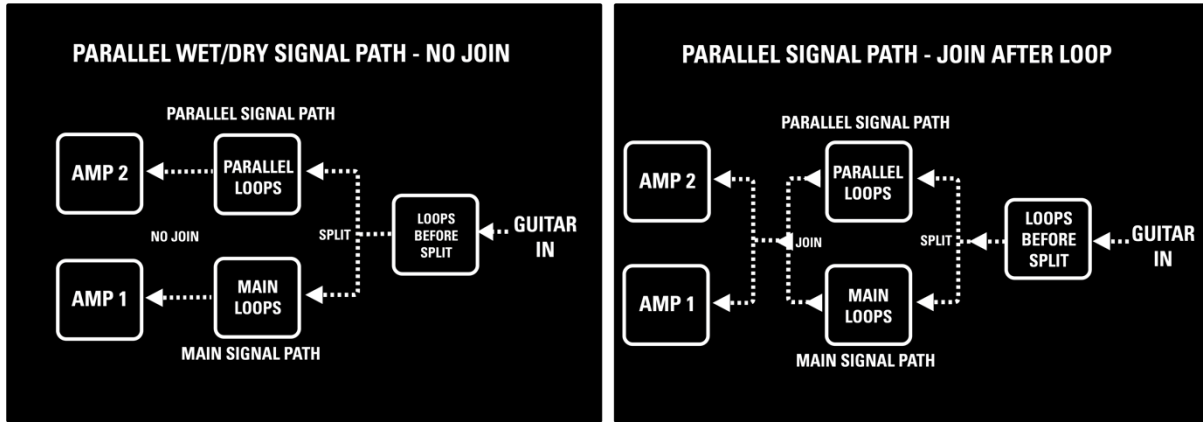 PARALLEL WET/DRY SIGNAL PATH - NO JOIN
PARALLEL SIGNAL PATH
AMP 2
PARALLEL
LOOPS
NO JOIN
SPLIT
LOOPS
BEFORE
SPLIT
GUITAR
IN
AMP 1
MAIN
LOOPS
MAIN SIGNAL PATH
PARALLEL SIGNAL PATH - JOIN AFTER LOOP
PARALLEL SIGNAL PATH
AMP 2
PARALLEL
LOOPS
JOIN
SPLIT
LOOPS
BEFORE
SPLIT
GUITAR
IN
AMP 1
MAIN
LOOPS
MAIN SIGNAL PATH